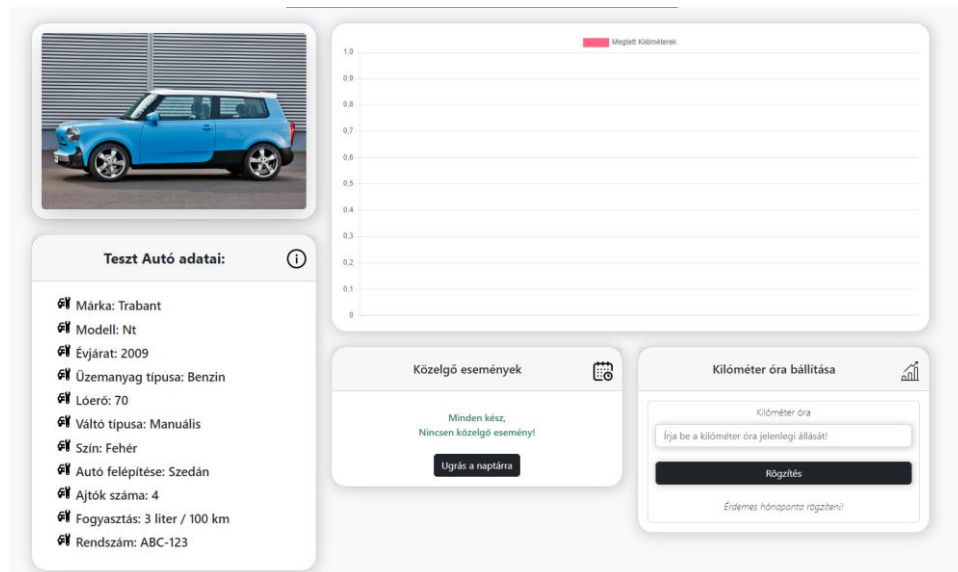 Megtett Kilóméterek
1,0
0,9
0,8
0,7
0,6
0,5
0,4
0,3
0,2
0,1
0
Teszt Autó adatai:
Márka: Trabant
Modell: Nt
Évjárat: 2009
Üzemanyag típusa: Benzin
Lóerő: 70
Váltó típusa: Manuális
Szín: Fehér
Autó felépítése: Szedán
Ajtók száma: 4
Fogyasztás: 3 liter / 100 km
Rendszám: ABC-123
Közelgő események
Minden kész,
Nincsen közelgő esemény!
Ugrás a naptárra
Kilóméter óra bállítása
Kilóméter óra
Írja be a kilóméter óra jelenlegi állását!
Rögzítés
Érdemes hónaponta rögzíteni!